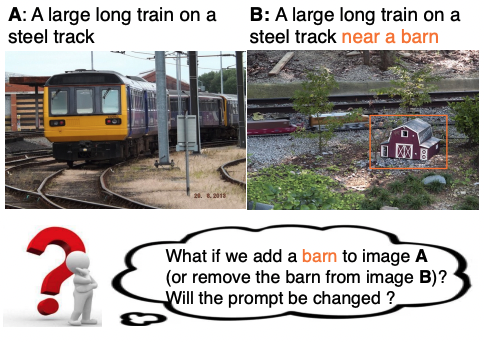 A: A large long train on a
steel track
B: A large long train on a
steel track near a barn
26. 8. 2013
What if we add a barn to image A
(or remove the barn from image B)?
Will the prompt be changed ?